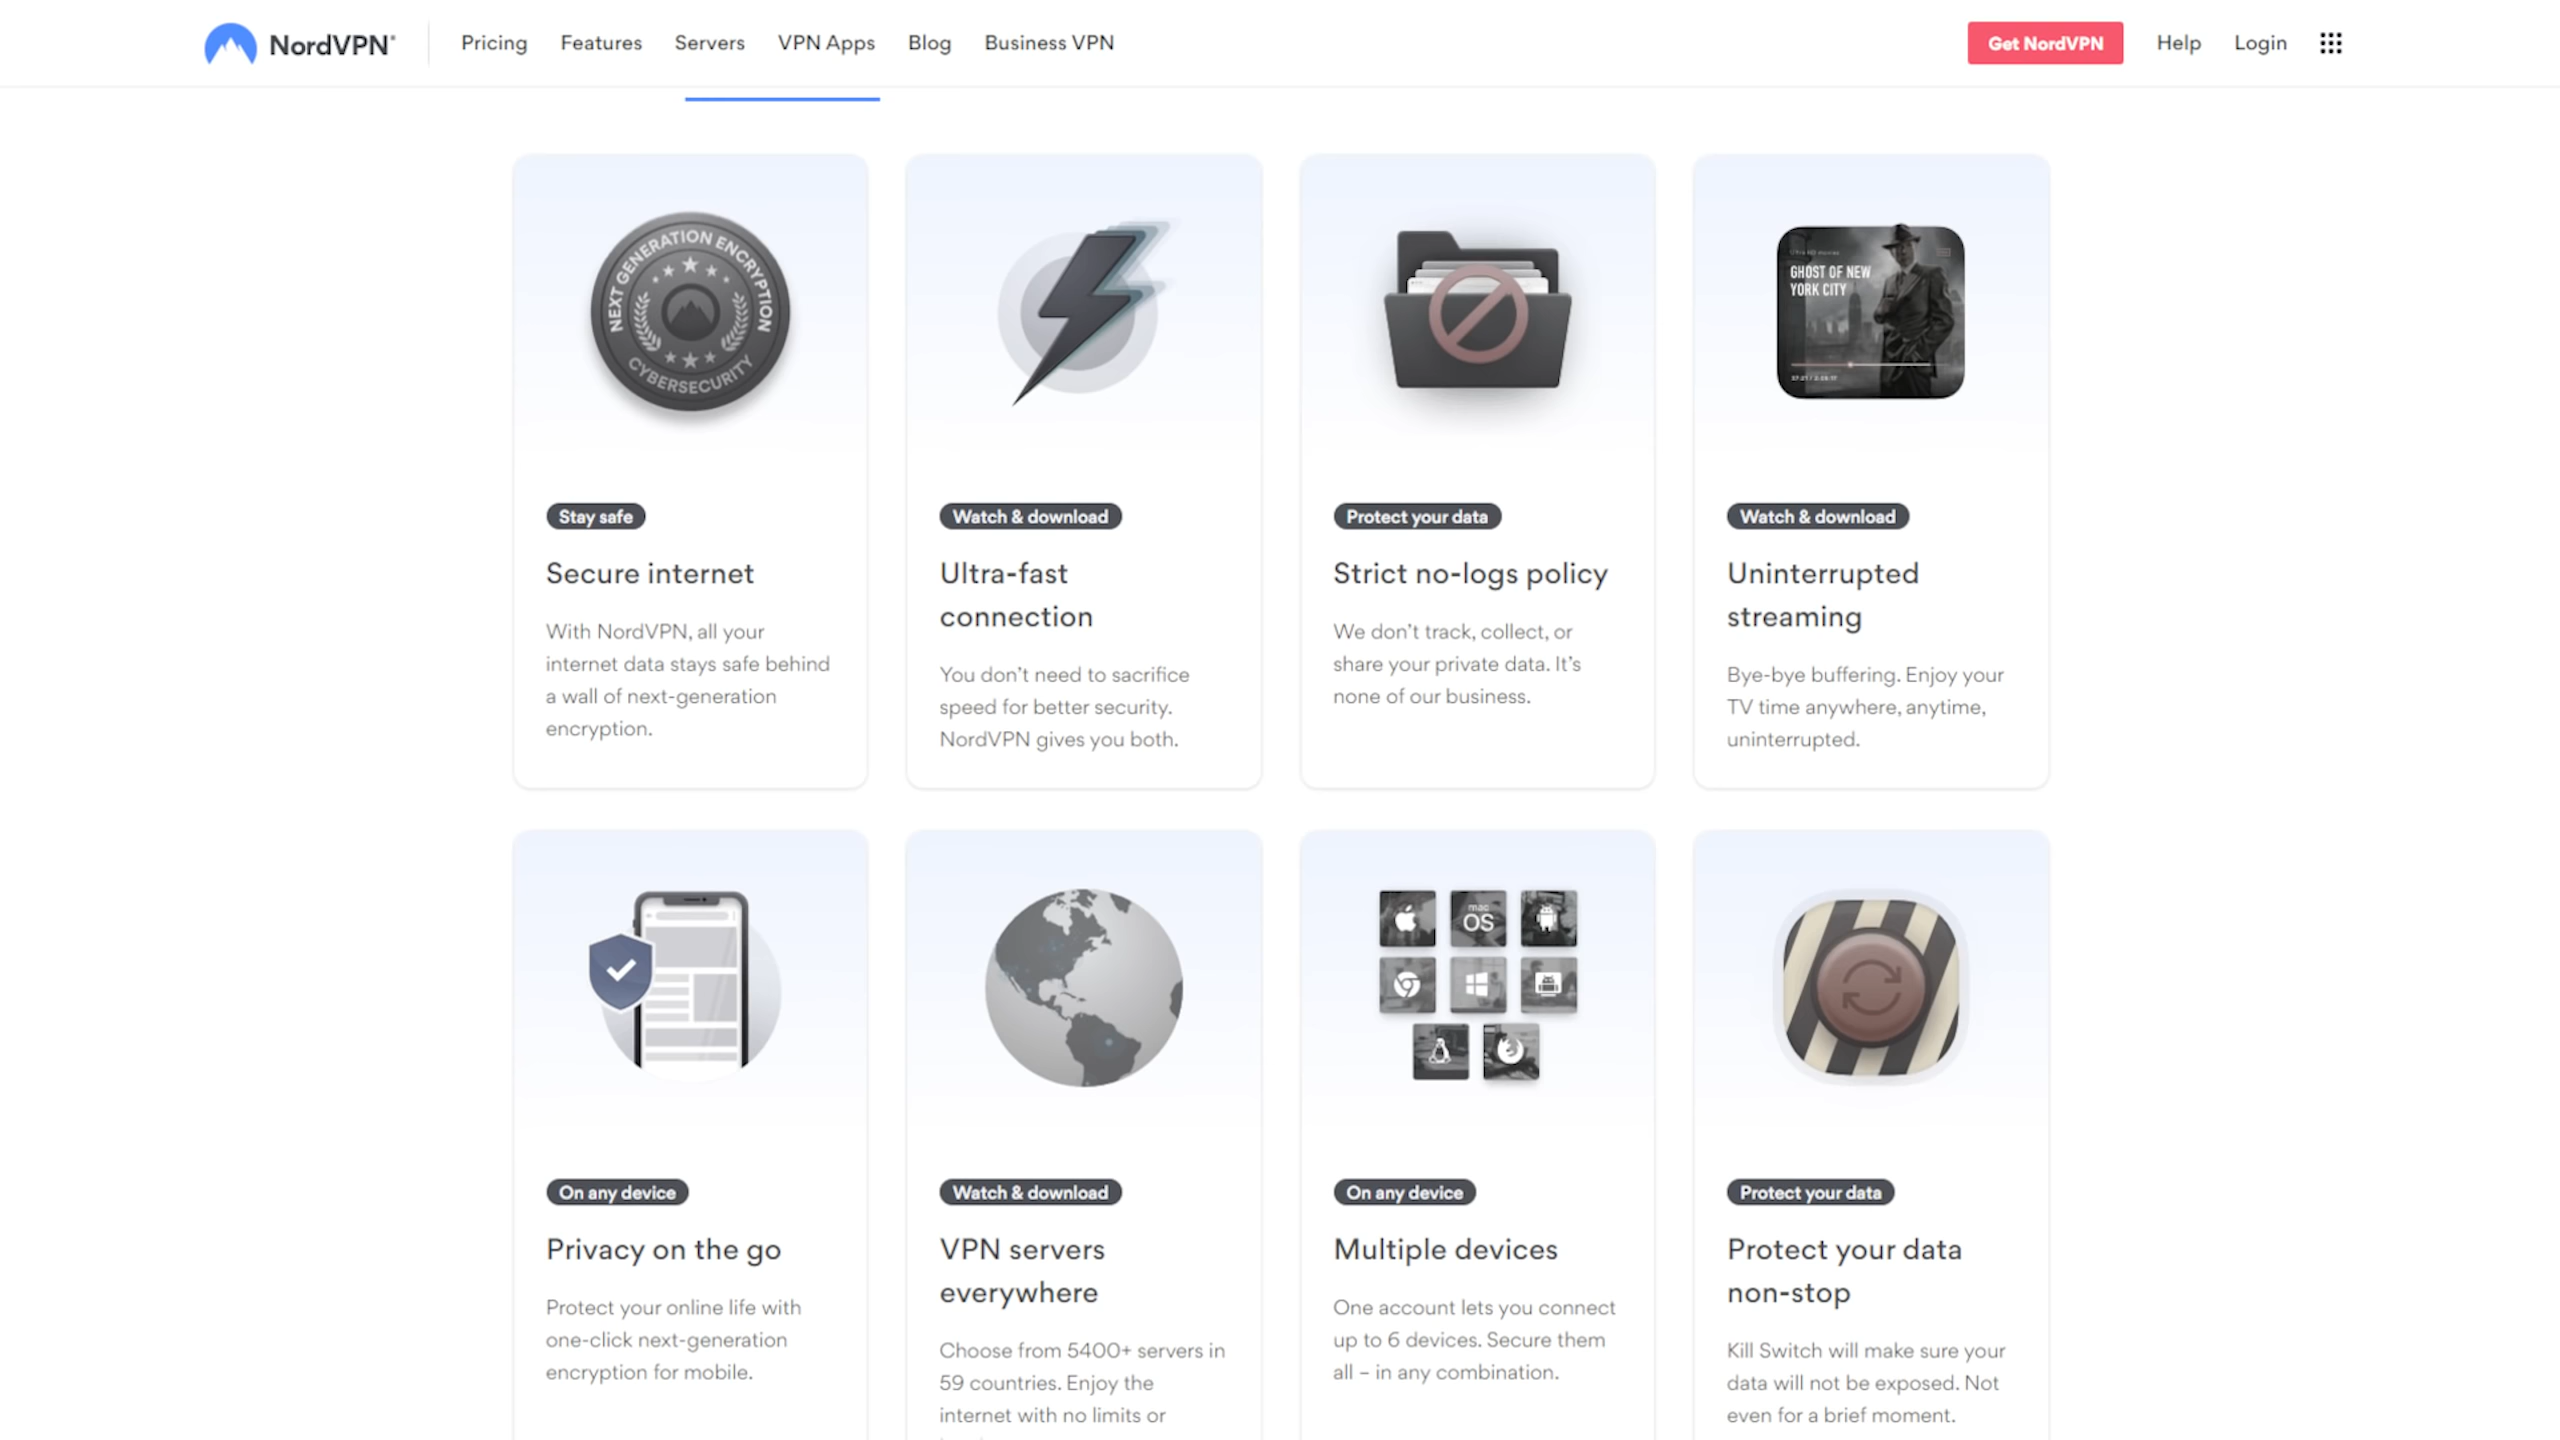 NordVPN®
Pricing
Features
Servers
VPN Apps
Blog
Business VPN
Get NordVPN
Help
Login
NEXT GENERATION ENCRYPTION
CYBERSECURITY
Ultra HD movies
GHOST OF NEW
YORK CITY
Stay safe
Secure internet
With NordVPN, all your
internet data stays safe behind
a wall of next-generation
encryption.
Watch & download
Ultra-fast
connection
You don’t need to sacrifice
speed for better security.
NordVPN gives you both.
Protect your data
Strict no-logs policy
We don’t track, collect, or
share your private data. It’s
none of our business.
Watch & download
Uninterrupted
streaming
Bye-bye buffering. Enjoy your
TV time anywhere, anytime,
uninterrupted.
mac
OS
On any device
Privacy on the go
Protect your online life with
one-click next-generation
encryption for mobile.
Watch & download
VPN servers
everywhere
Choose from 5400+ servers in
59 countries. Enjoy the
internet with no limits or
On any device
Multiple devices
One account lets you connect
up to 6 devices. Secure them
all – in any combination.
Protect your data
Protect your data
non-stop
Kill Switch will make sure your
data will not be exposed. Not
even for a brief moment.